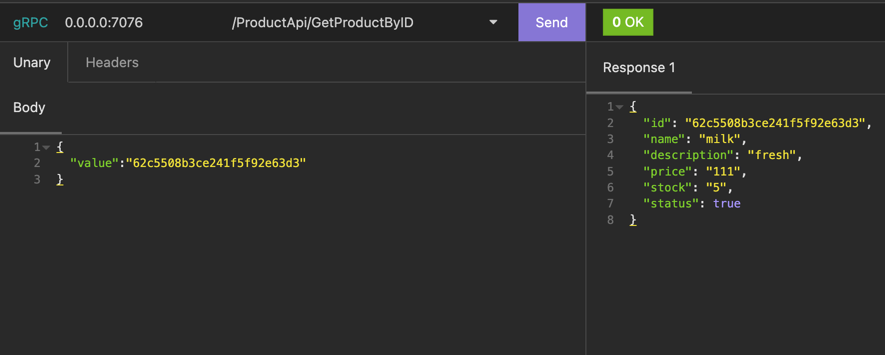 gRPC 0.0.0.0:7076 /ProductApi/GetProductByID Send 0 OK
Unary Headers
Body
1 {
2 "value":"62c5508b3ce241f5f92e63d3"
3 }
Response 1
1 {
2 "id": "62c5508b3ce241f5f92e63d3",
3 "name": "milk",
4 "description": "fresh",
5 "price": "111",
6 "stock": "5",
7 "status": true
8 }